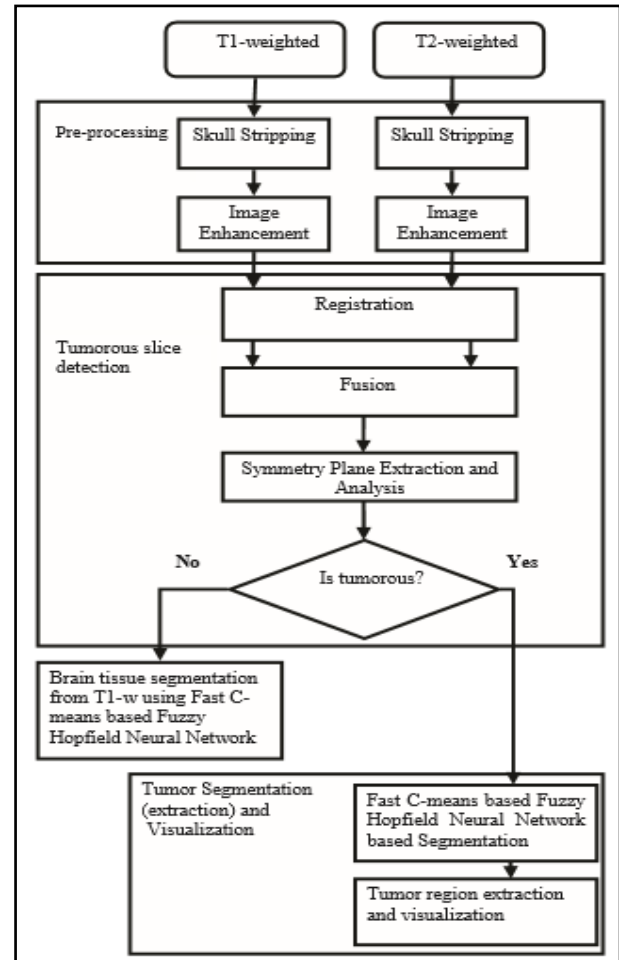 T1-weighted
T2-weighted
Pre-processing
Skull Stripping
Skull Stripping
Image
Enhancement
Image
Enhancement
Tumorous slice
detection
Registration
Fusion
Symmetry Plane Extraction and
Analysis
No
Yes
Is tumorous?
Brain tissue segmentation
from T1-w using Fast C-
means based Fuzzy
Hopfield Neural Network
Tumor Segmentation
(extraction) and
Visualization
Fast C-means based Fuzzy
Hopfield Neural Network
based Segmentation
Tumor region extraction
and visualization